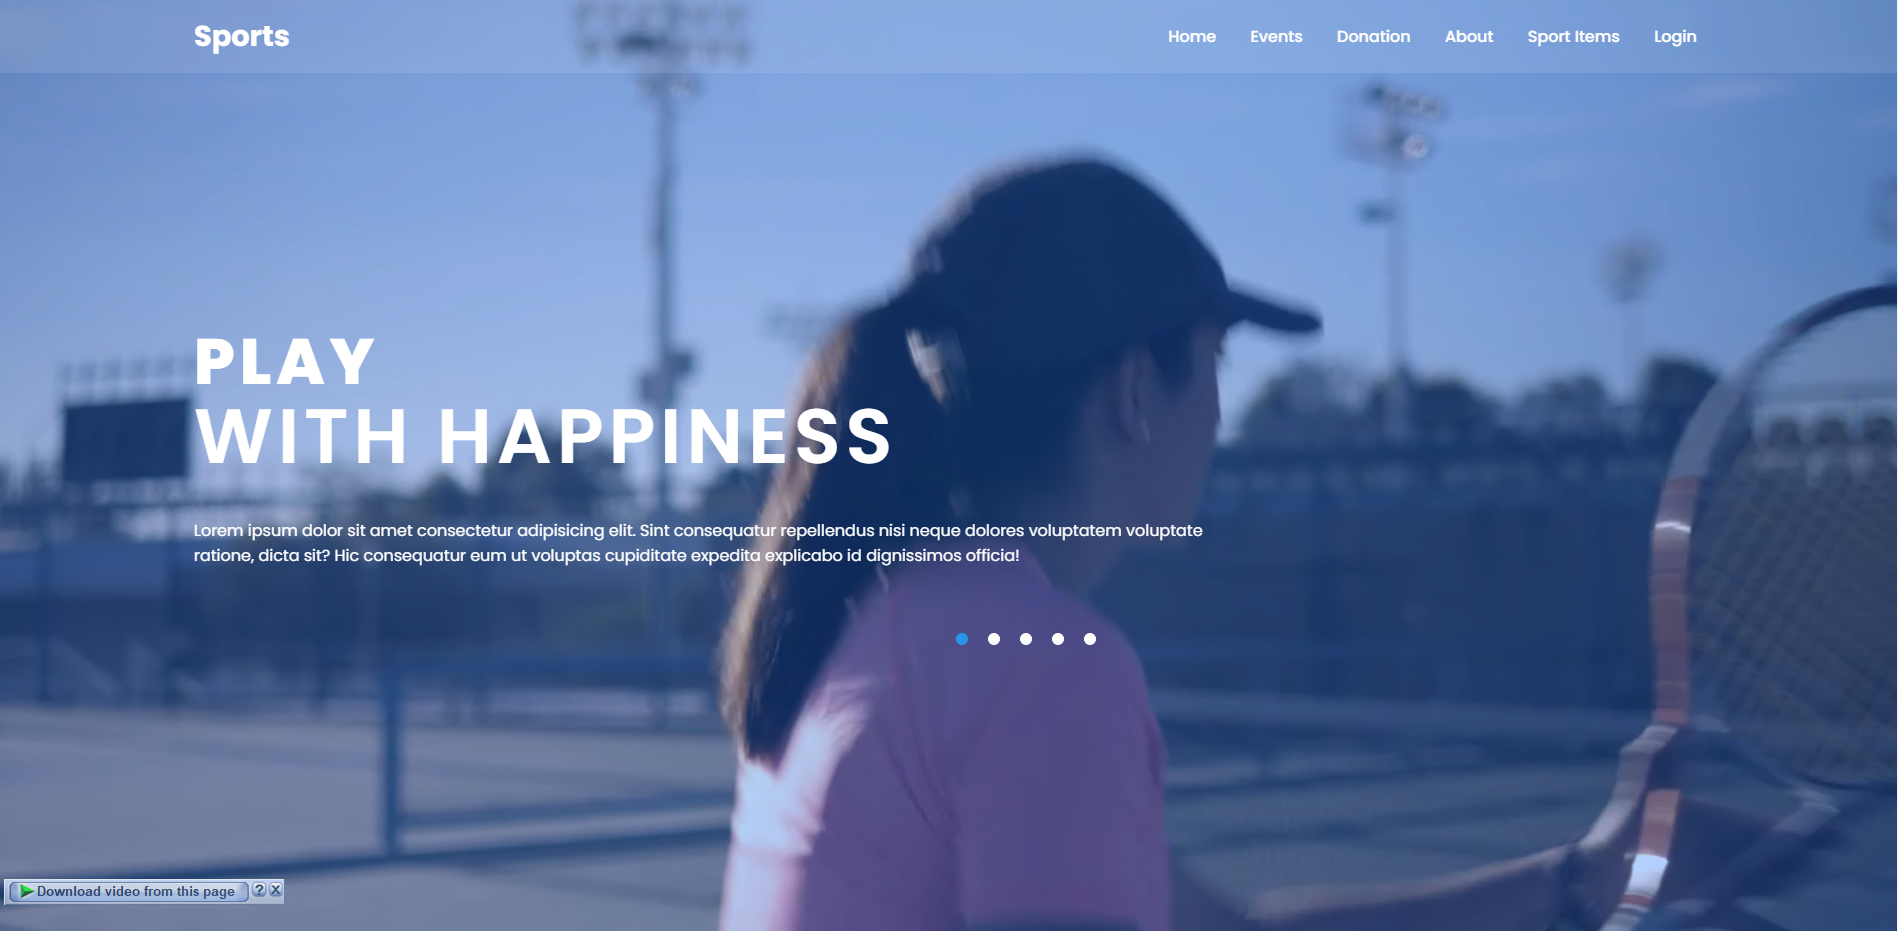 Sports
Home Events Donation About Sport Items Login
PLAY
WITH HAPPINESS
Lorem ipsum dolor sit amet consectetur adipisicing elit. Sint consequatur repellendus nisi neque dolores voluptatem voluptate
ratione, dicta sit? Hic consequatur eum ut voluptas cupiditate expedita explicabo id dignissimos officia!
Download video from this page ? X